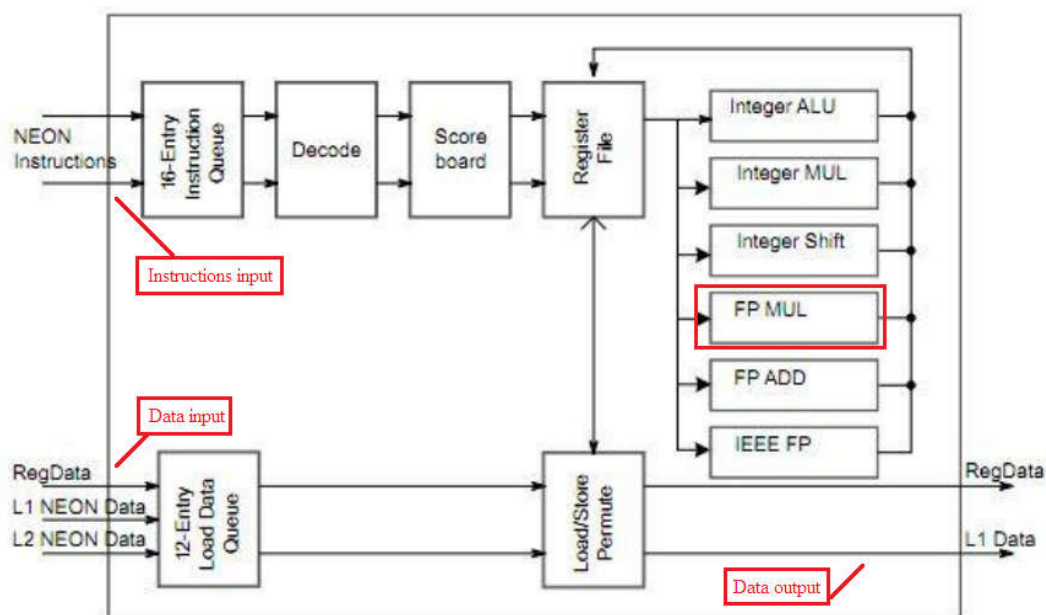 NEON
Instructions
16-Entry
Instruction
Queue
Decode
Score
board
Register
File
Integer ALU
Integer MUL
Integer Shift
FP MUL
FP ADD
IEEE FP
Instructions input
Data input
RegData
L1 NEON Data
L2 NEON Data
12-Entry
Load Data
Queue
Load/Store
Permute
RegData
L1 Data
Data output